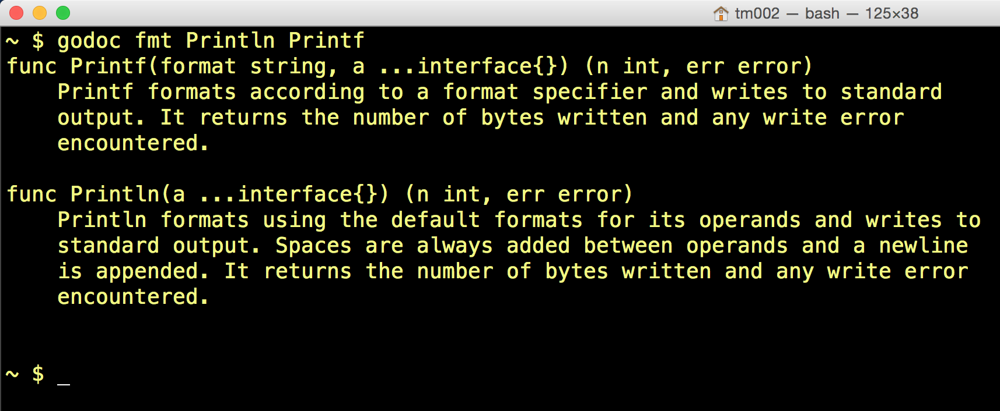 tm002 — bash — 125×38
~ $ godoc fmt Println Printf
func Printf(format string, a ...interface{}) (n int, err error)
    Printf formats according to a format specifier and writes to standard
    output. It returns the number of bytes written and any write error
    encountered.

func Println(a ...interface{}) (n int, err error)
    Println formats using the default formats for its operands and writes to
    standard output. Spaces are always added between operands and a newline
    is appended. It returns the number of bytes written and any write error
    encountered.

~ $ _